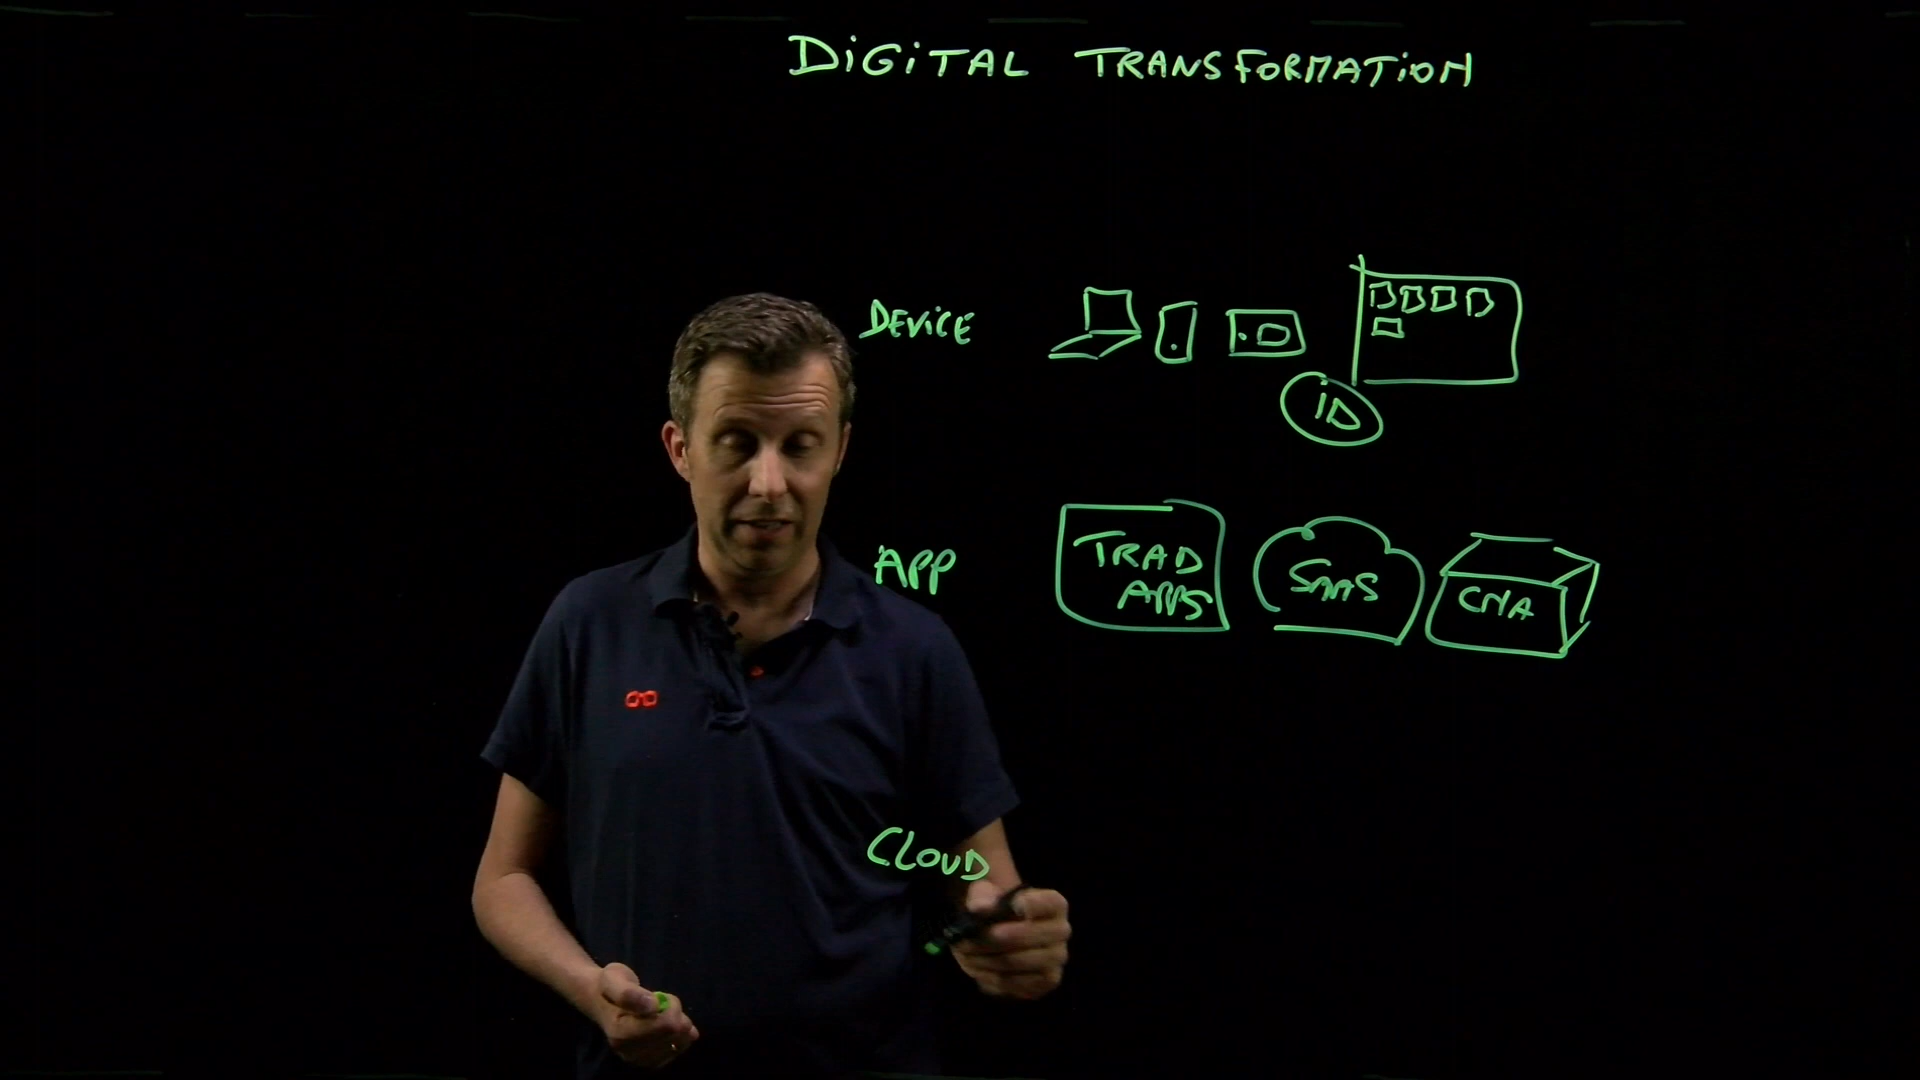 DiGiTAL TRANSFORMATiON
DEViCE
iD
APP
TRAD
APPS
SAAS
CNA
CLOUD